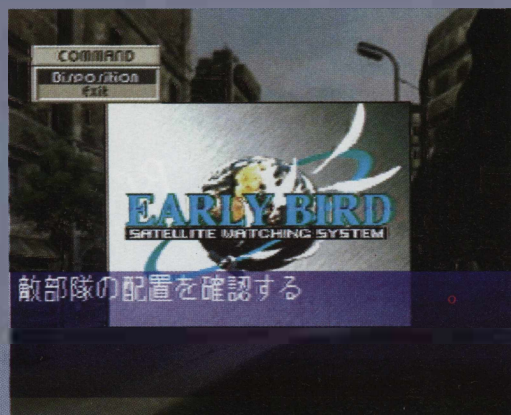 COMMAND
Disposition
Exit
EARLY BIRD
SATELLITE WATCHING SYSTEM
敵部隊の配置を確認する